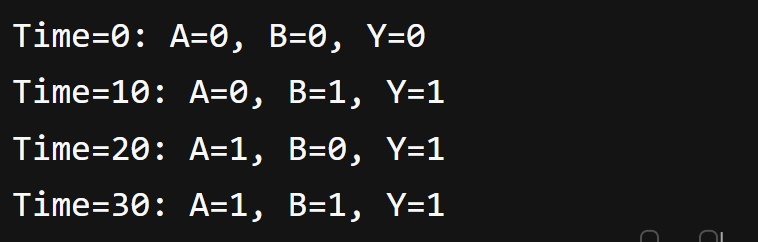 Time=0: A=0, B=0, Y=0
Time=10: A=0, B=1, Y=1
Time=20: A=1, B=0, Y=1
Time=30: A=1, B=1, Y=1